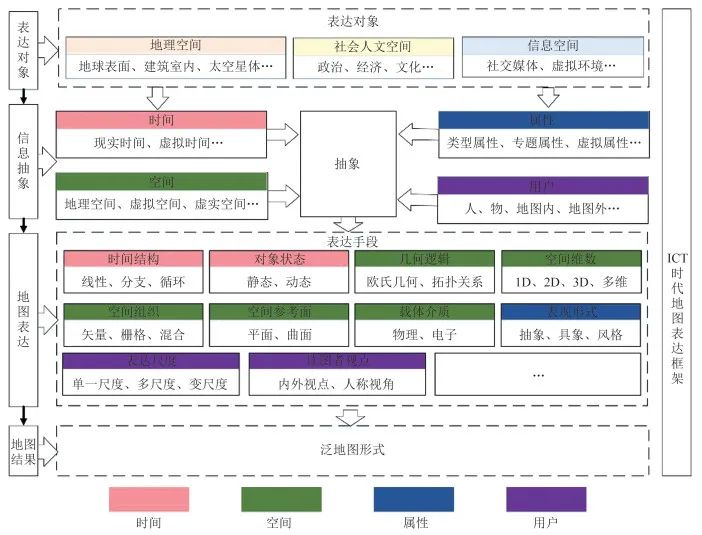 表达对象
表达对象
地理空间
地球表面、建筑室内、太空星体…
社会人文空间
政治、经济、文化…
信息空间
社交媒体、虚拟环境…
信息抽象
时间
现实时间、虚拟时间…
空间
地理空间、虚拟空间、虚实空间…
抽象
属性
类型属性、专题属性、虚拟属性…
用户
人、物、地图内、地图外…
地图表达
表达手段
时间结构
线性、分支、循环
对象状态
静态、动态
几何逻辑
欧氏几何、拓扑关系
空间维数
1D、2D、3D、多维
空间组织
矢量、栅格、混合
空间参考面
平面、曲面
载体介质
物理、电子
表现形式
抽象、具象、风格
表达尺度
单一尺度、多尺度、变尺度
读图者视点
内外视点、人称视角
…
地图
结果
泛地图形式
ICT
时代地图表达框架
时间
空间
属性
用户